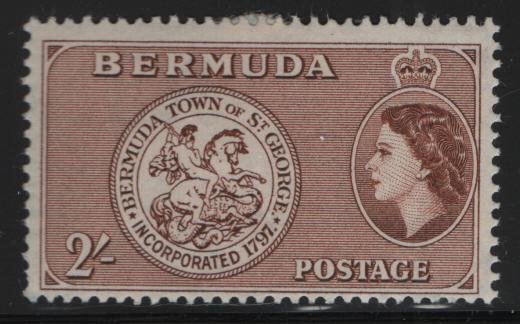 BERMUDA
★ BERMUDA TOWN OF ST. GEORGE. ★
INCORPORATED 1797.
2/-
POSTAGE